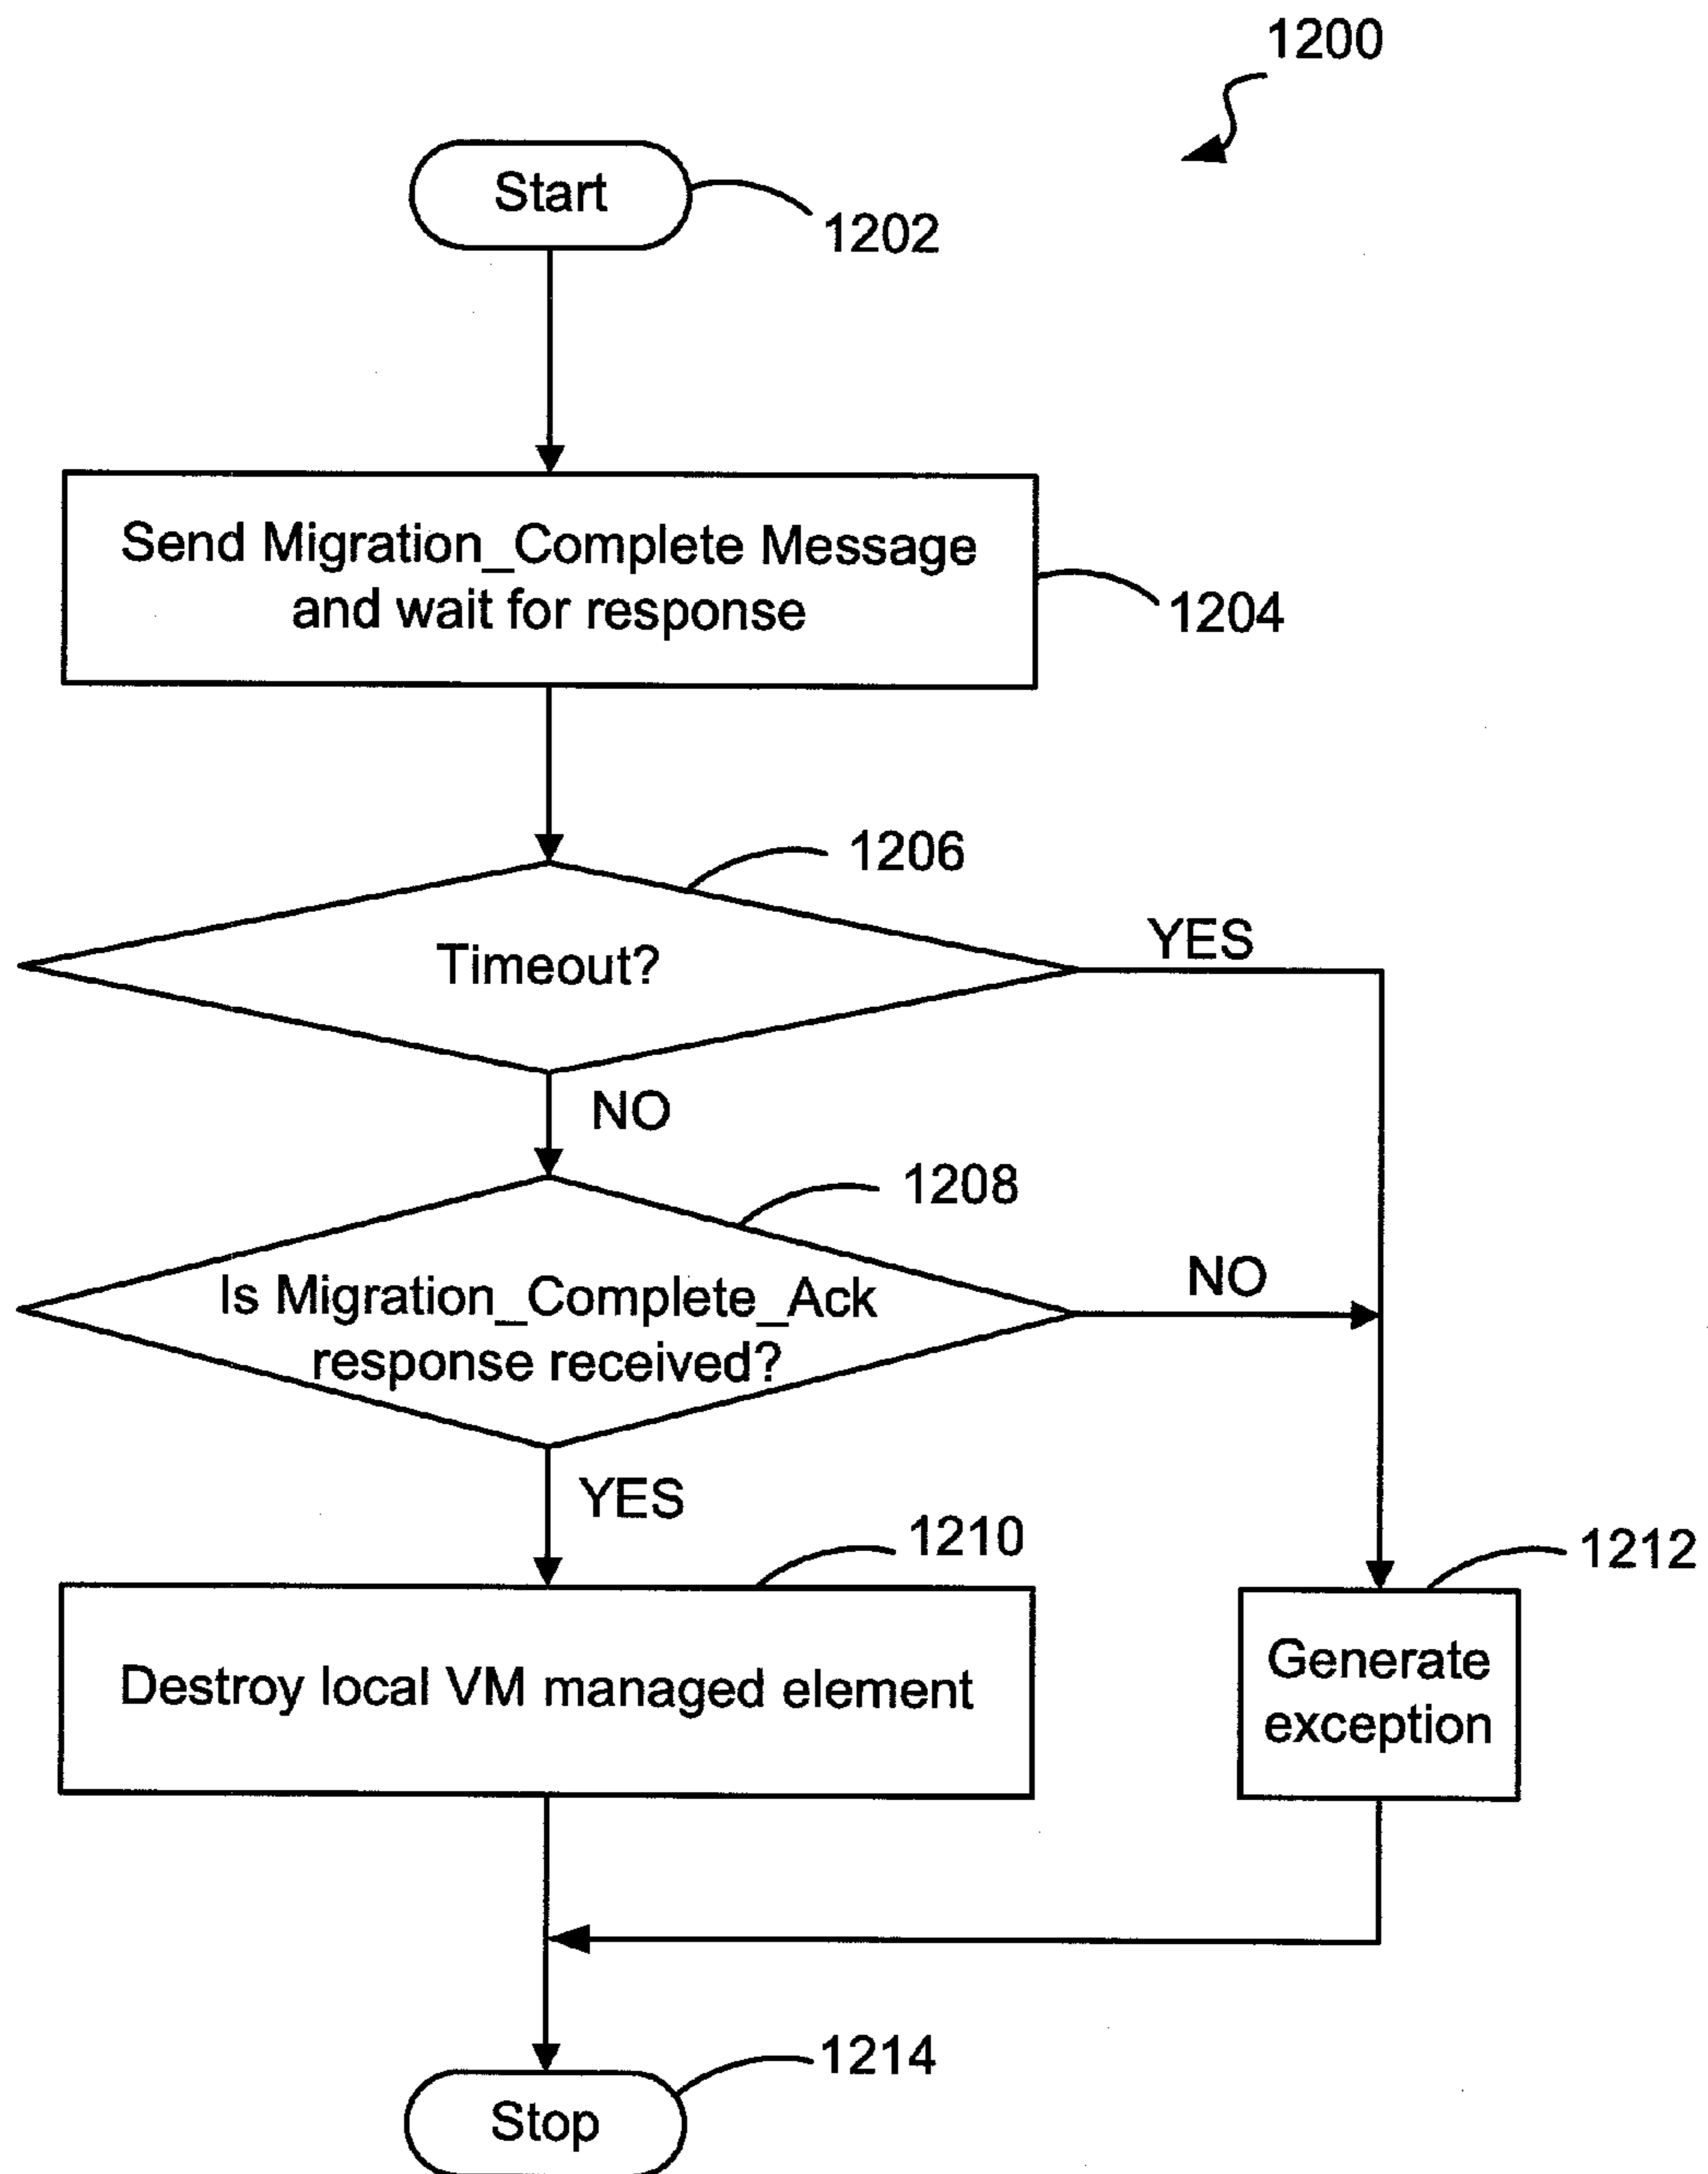 1200
Start
1202
Send Migration_Complete Message
and wait for response
1204
1206
Timeout?
YES
NO
1208
Is Migration_Complete_Ack
response received?
NO
YES
1210
1212
Destroy local VM managed element
Generate
exception
1214
Stop